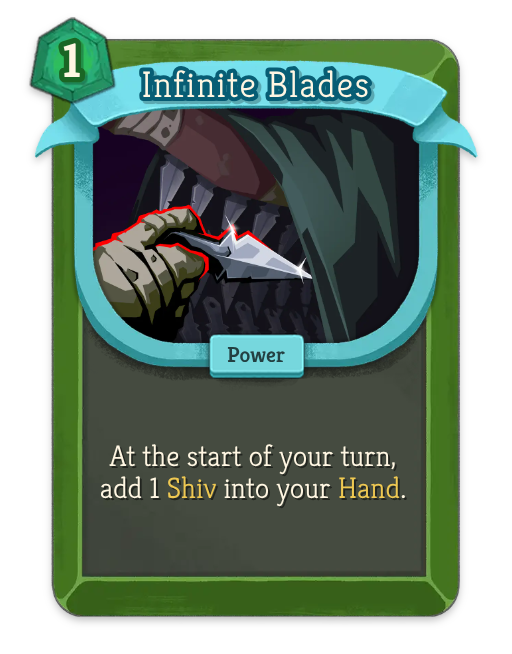 1
Infinite Blades
Power
At the start of your turn,
add 1 Shiv into your Hand.